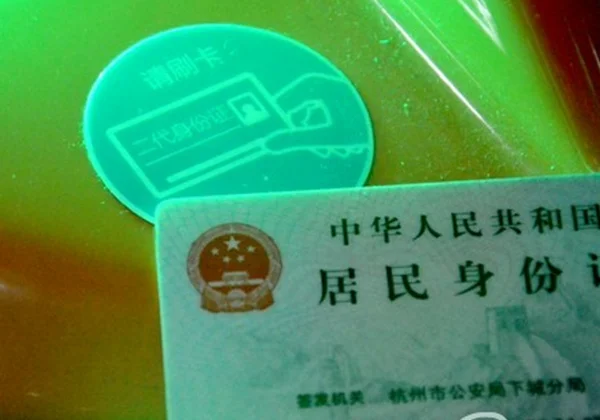 请刷卡
二代身份证
中华人民共和国
居民身份证
签发机关 杭州市公安局下城分局